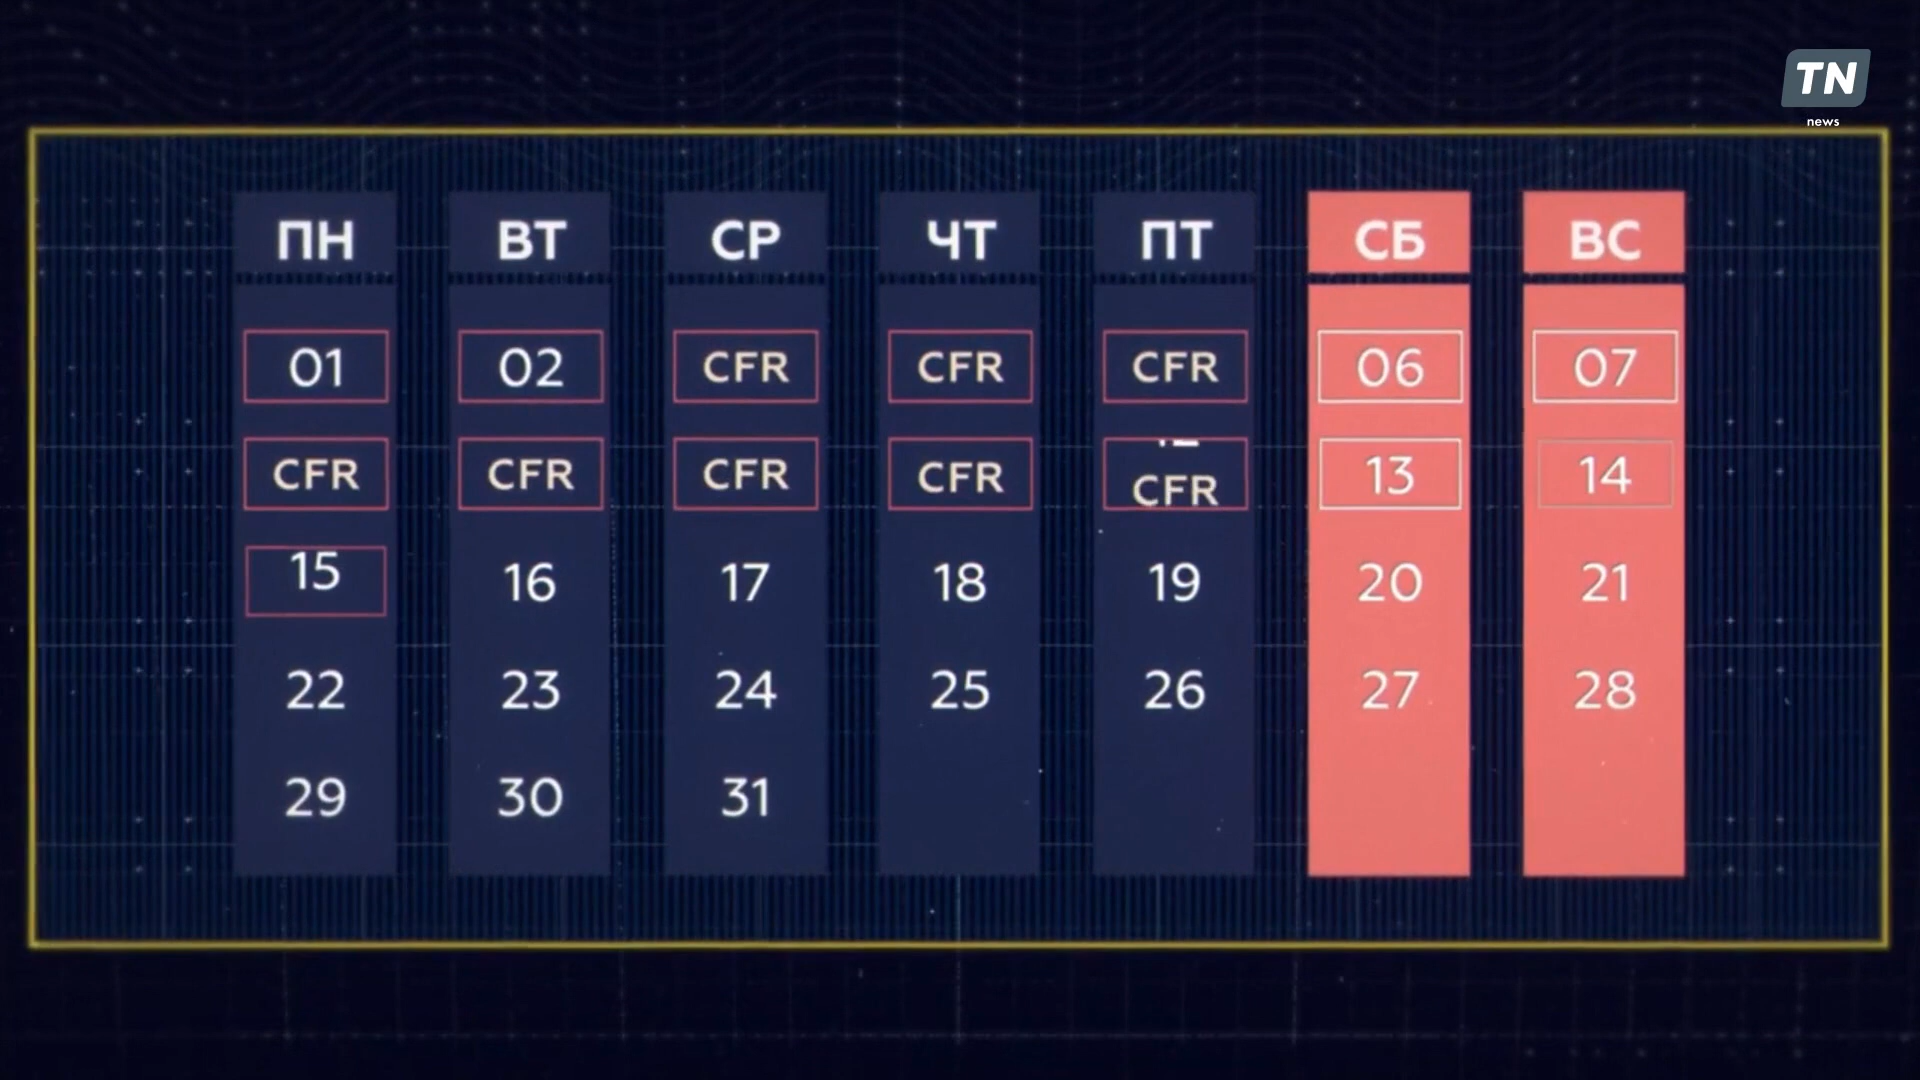 TN
news
ПН ВТ СР ЧТ ПТ СБ ВС
01 02 CFR CFR CFR 06 07
CFR CFR CFR CFR CFR 13 14
15 16 17 18 19 20 21
22 23 24 25 26 27 28
29 30 31